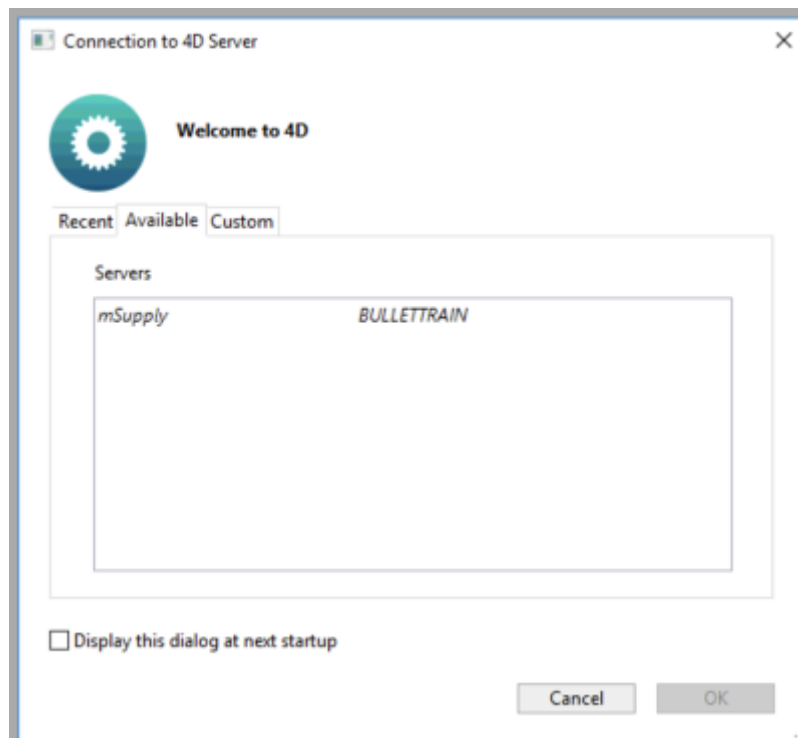 Connection to 4D Server
Welcome to 4D
Recent Available Custom
Servers
mSupply BULLETTRAIN
Display this dialog at next startup
Cancel OK